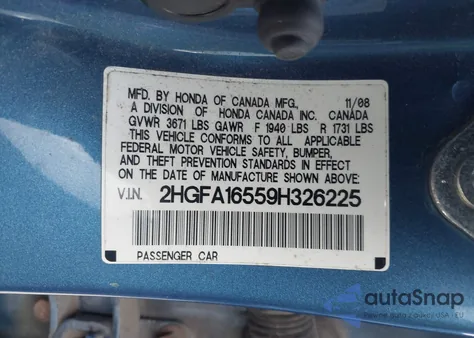 MFD. BY HONDA OF CANADA MFG., 11/08
A DIVISION OF HONDA CANADA INC. CANADA
GVWR 3671 LBS GAWR F 1940 LBS R 1731 LBS
THIS VEHICLE CONFORMS TO ALL APPLICABLE
FEDERAL MOTOR VEHICLE SAFETY, BUMPER,
AND THEFT PREVENTION STANDARDS IN EFFECT
ON THE DATE OF MANUFACTURE SHOWN ABOVE:
V.I.N. 2HGFA16559H326225
PASSENGER CAR
autoSnap